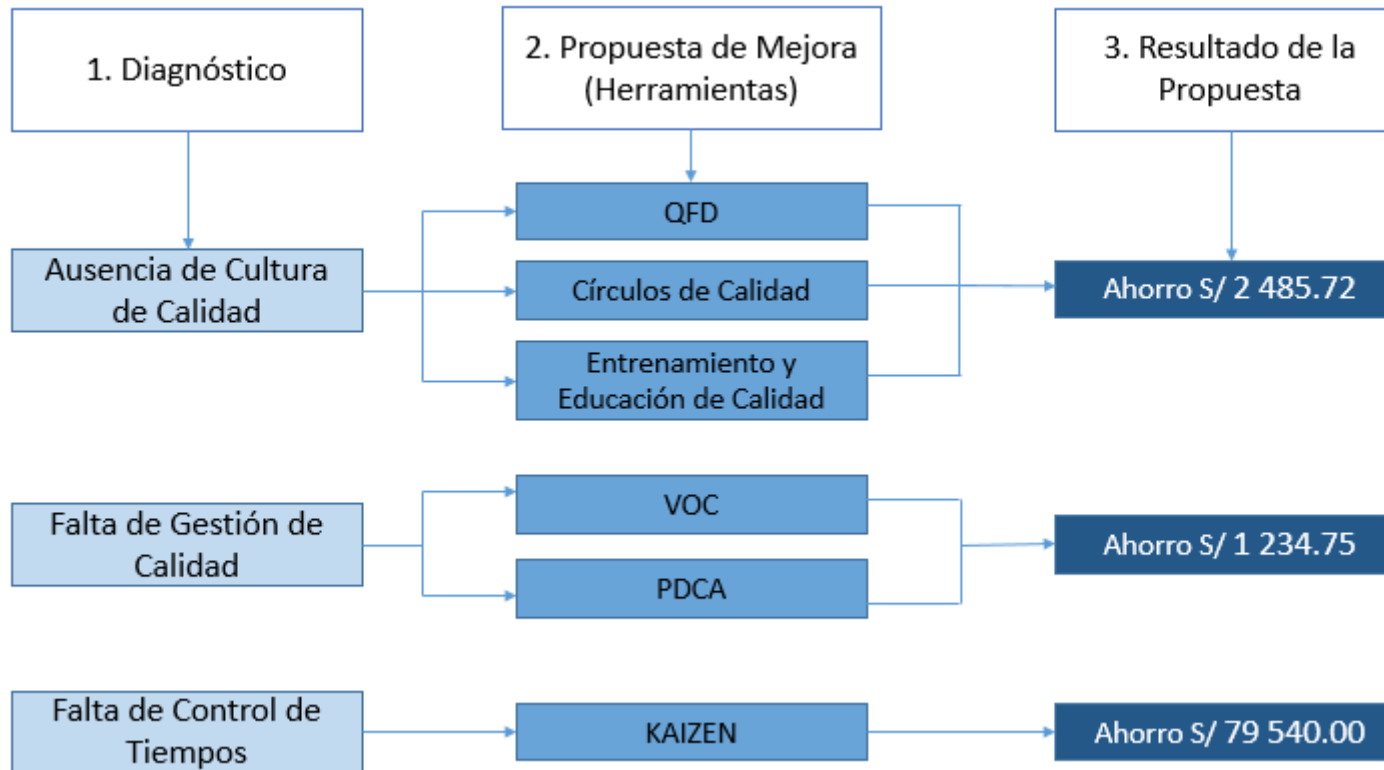 1. Diagnóstico
2. Propuesta de Mejora
(Herramientas)
3. Resultado de la
Propuesta
Ausencia de Cultura
de Calidad
QFD
Círculos de Calidad
Entrenamiento y
Educación de Calidad
Ahorro S/ 2 485.72
Falta de Gestión de
Calidad
VOC
PDCA
Ahorro S/ 1 234.75
Falta de Control de
Tiempos
KAIZEN
Ahorro S/ 79 540.00